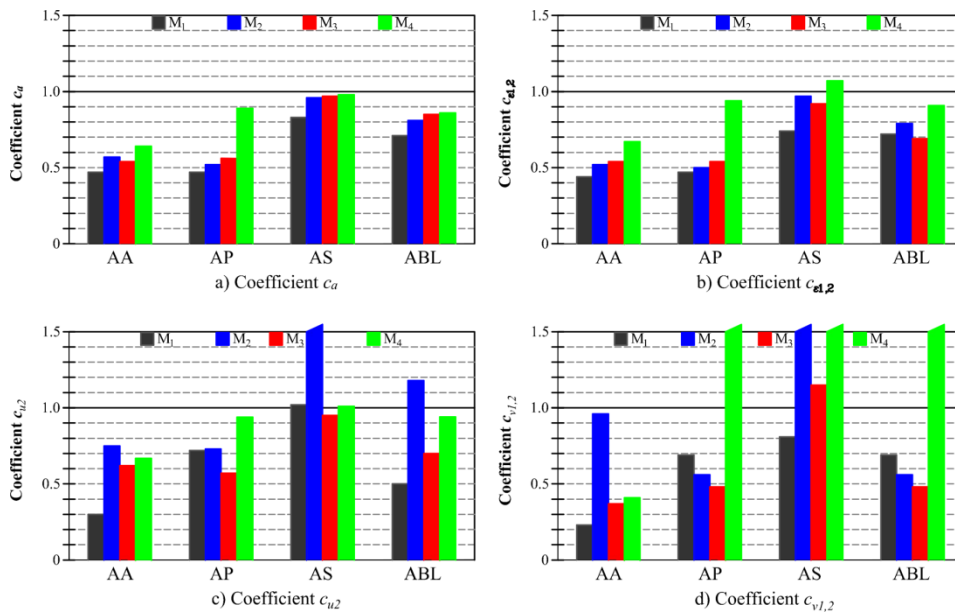 M1 M2 M3 M4
Coefficient ca
1.5
1.0
0.5
0
AA AP AS ABL
a) Coefficient ca
M1 M2 M3 M4
Coefficient cε1,2
1.5
1.0
0.5
0
AA AP AS ABL
b) Coefficient cε1,2
M1 M2 M3 M4
Coefficient cu2
1.5
1.0
0.5
0
AA AP AS ABL
c) Coefficient cu2
M1 M2 M3 M4
Coefficient cv1,2
1.5
1.0
0.5
0
AA AP AS ABL
d) Coefficient cv1,2